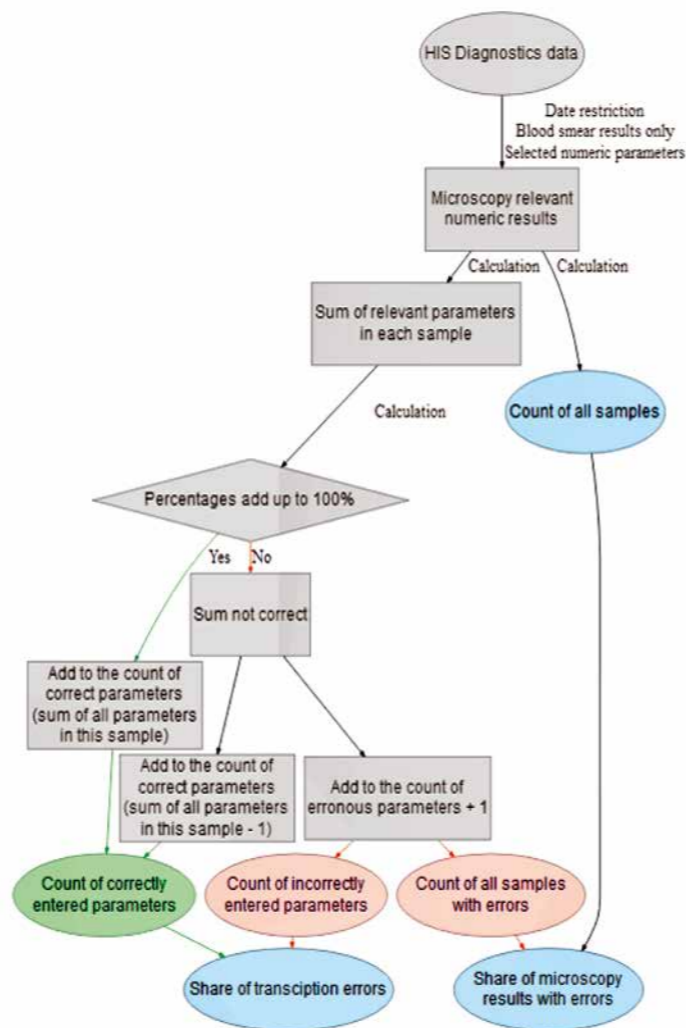 HIS Diagnostics data
Date restriction
Blood smear results only
Selected numeric parameters
Microscopy relevant
numeric results
Calculation
Calculation
Sum of relevant parameters
in each sample
Count of all samples
Calculation
Percentages add up to 100%
Yes
No
Sum not correct
Add to the count of
correct parameters
(sum of all parameters
in this sample)
Add to the count of
correct parameters
(sum of all parameters
in this sample - 1)
Add to the count of
erronous parameters + 1
Count of correctly
entered parameters
Count of incorrectly
entered parameters
Count of all samples
with errors
Share of transciption errors
Share of microscopy
results with errors